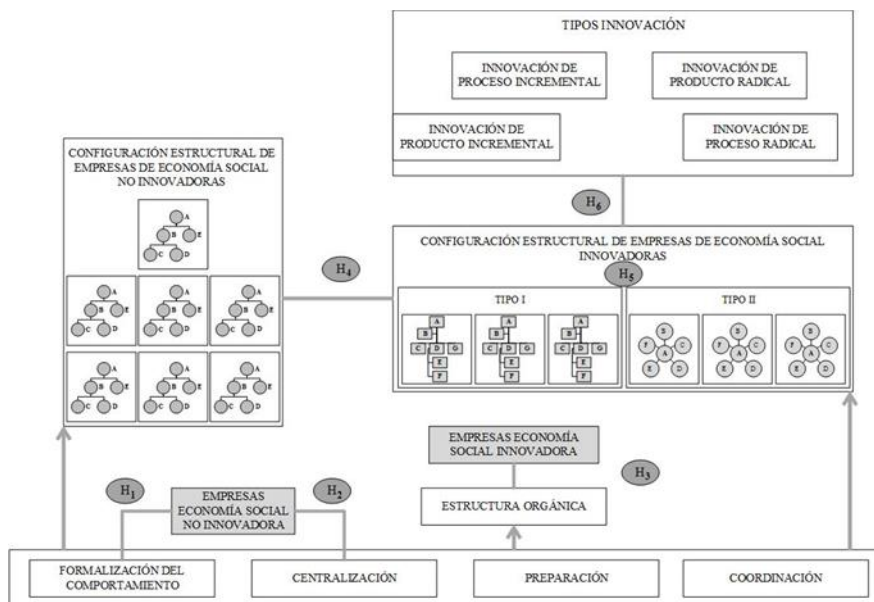 TIPOS INNOVACIÓN
INNOVACIÓN DE
PROCESO INCREMENTAL
INNOVACIÓN DE
PRODUCTO RADICAL
INNOVACIÓN DE
PRODUCTO INCREMENTAL
INNOVACIÓN DE
PROCESO RADICAL
H6
CONFIGURACIÓN ESTRUCTURAL DE
EMPRESAS DE ECONOMÍA SOCIAL
NO INNOVADORAS
A
B E
C D
A
B E
C D
A
B E
C D
A
B E
C D
A
B E
C D
A
B E
C D
A
B E
C D
H4
CONFIGURACIÓN ESTRUCTURAL DE EMPRESAS DE ECONOMÍA SOCIAL
INNOVADORAS
H5
TIPO I
A
B
C D G
E
F
A
B
C D G
E
F
A
B
C D G
E
F
TIPO II
S
F C
A
E D
S
F C
A
E D
S
F C
A
E D
EMPRESAS ECONOMÍA
SOCIAL INNOVADORA
H3
ESTRUCTURA ORGÁNICA
H1
EMPRESAS
ECONOMÍA SOCIAL
NO INNOVADORA
H2
FORMALIZACIÓN DEL
COMPORTAMIENTO
CENTRALIZACIÓN
PREPARACIÓN
COORDINACIÓN